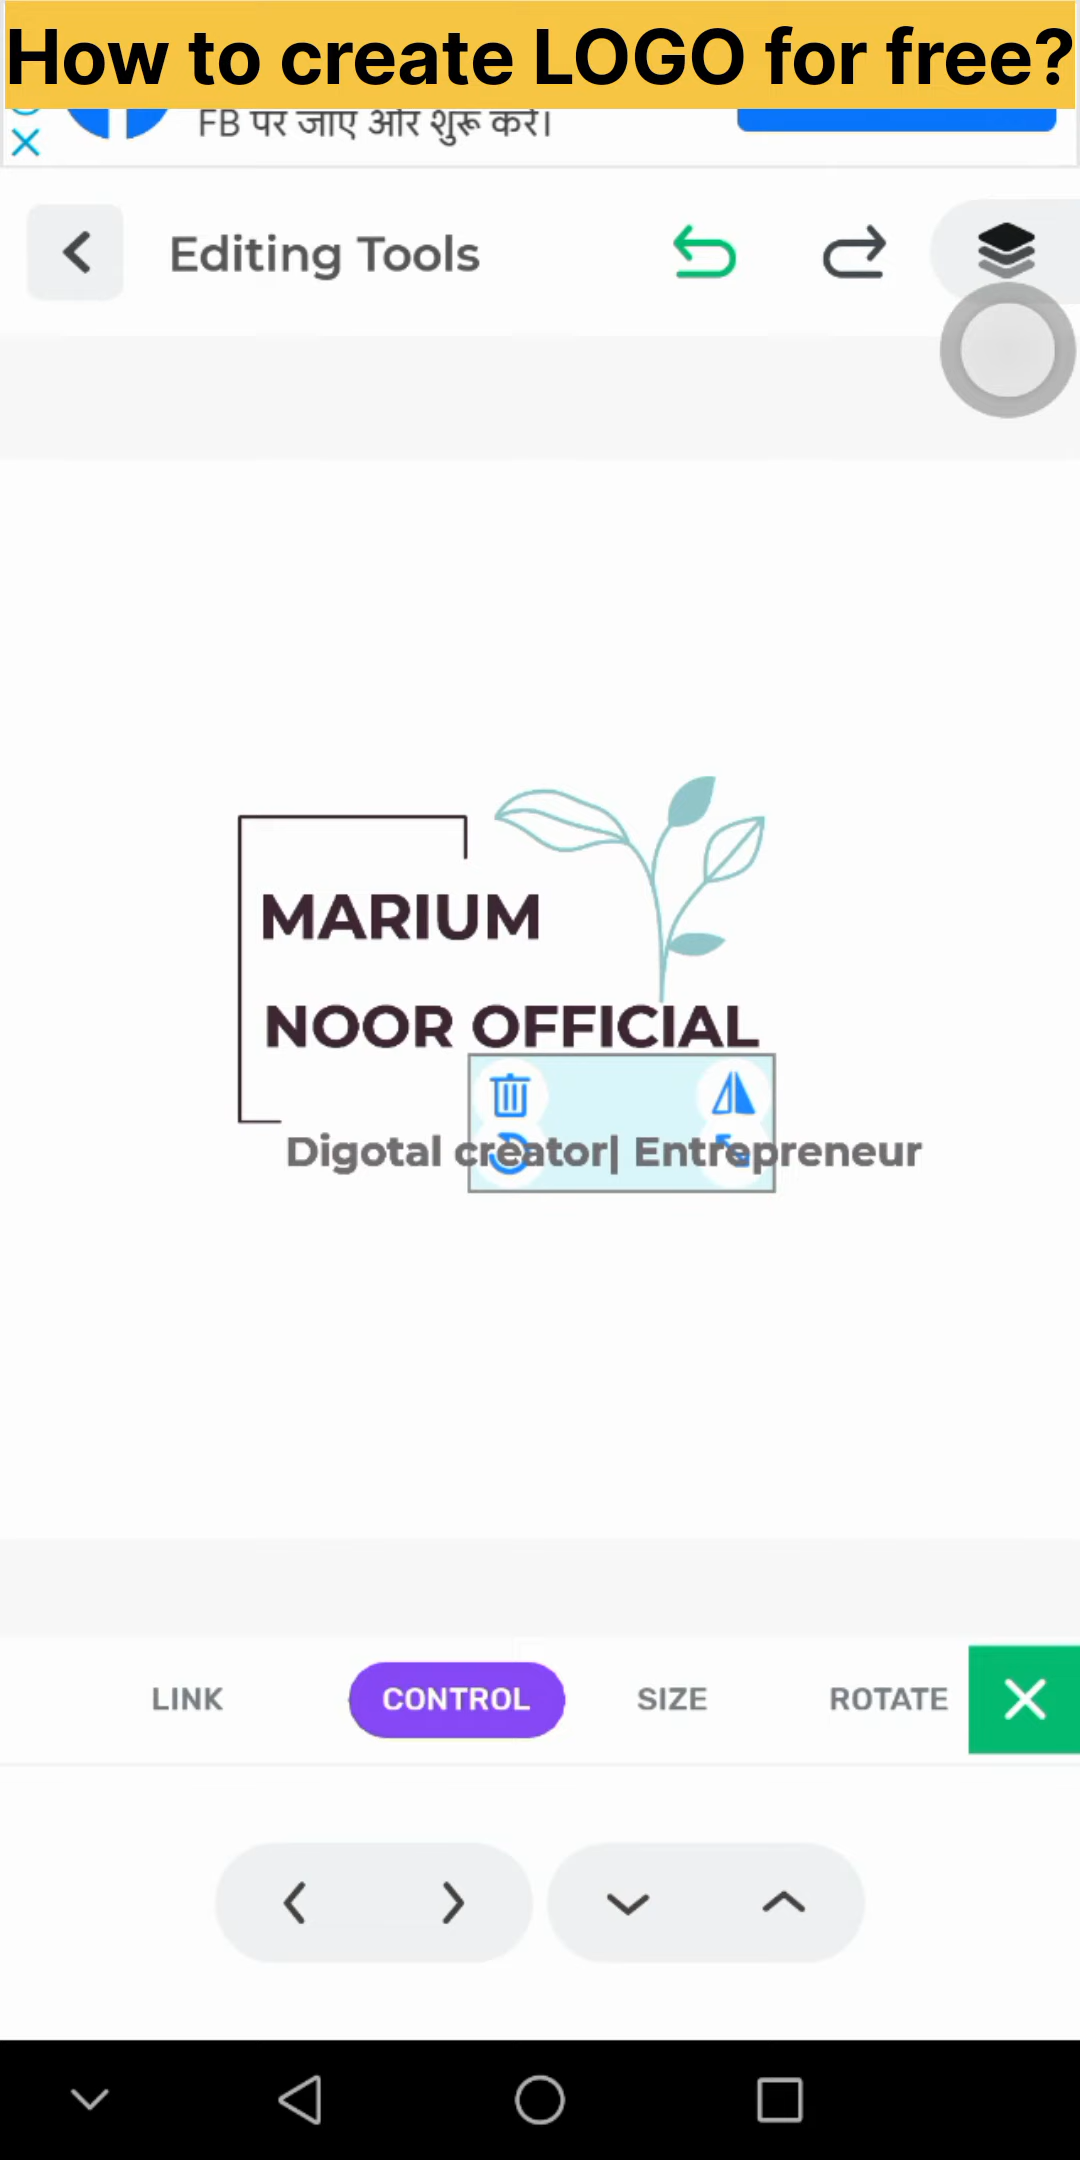 How to create LOGO for free?
FB पर जाएं और शुरू करें।
Editing Tools
MARIUM
NOOR OFFICIAL
Digotal creator| Entrepreneur
LINK
CONTROL
SIZE
ROTATE